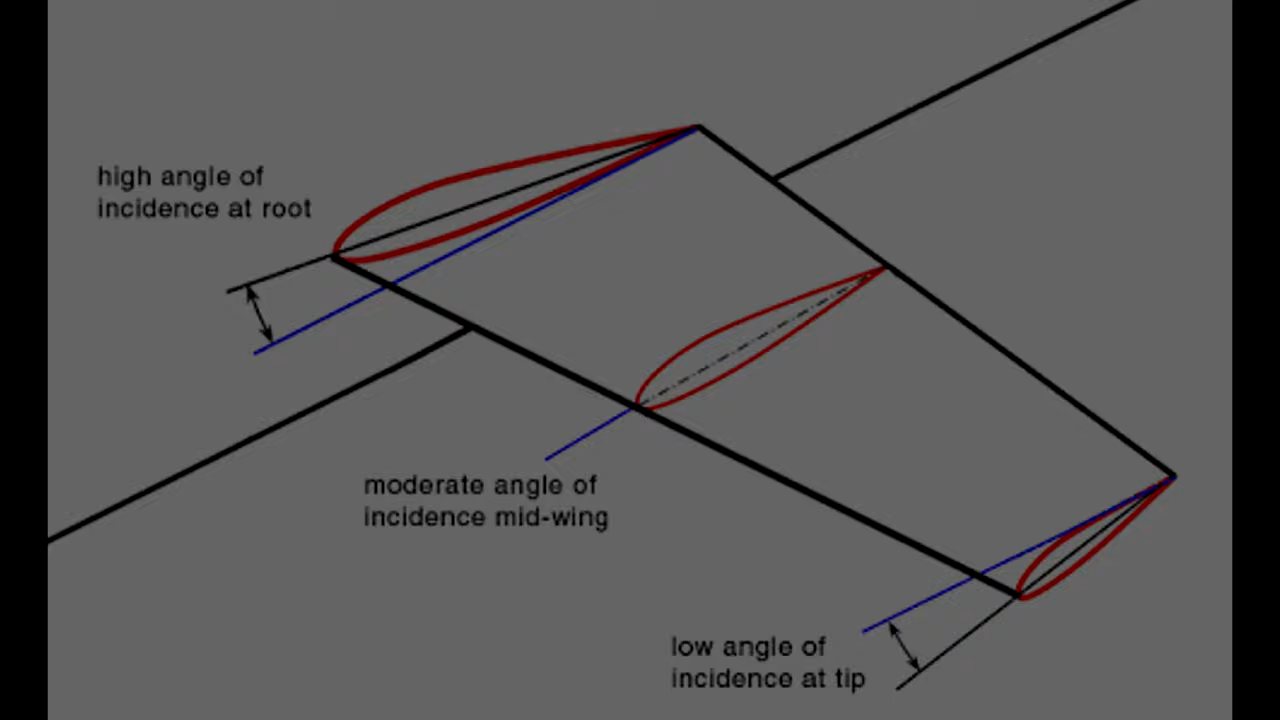 high angle of
incidence at root
moderate angle of
incidence mid-wing
low angle of
incidence at tip